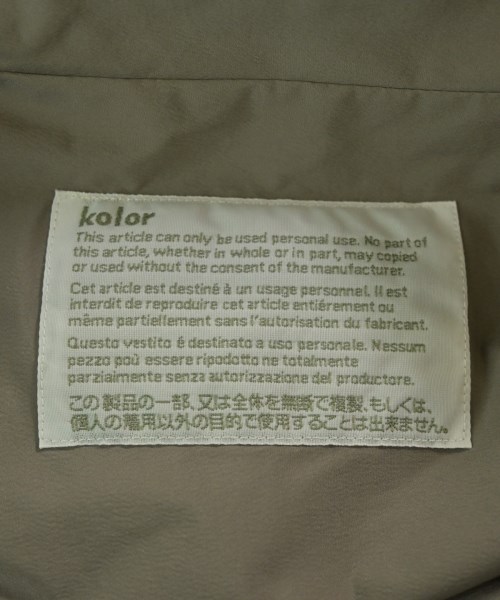 kolor
This article can only be used personal use. No part of
this article, whether in whole or in part, may copied
or used without the consent of the manufacturer.
Cet article est destiné à un usage personnel. Il est
interdit de reproduire cet article entiérement ou
même partiellement sans l'autorisation du fabricant.
Questo vestito é destinato a uso personale. Nessum
pezzo poù essere ripodotto ne totalmente
parzialmente senza autorizzazione del productore.
この製品の一部、又は全体を無断で複製、もしくは、
個人の着用以外の目的で使用することは出来ません。